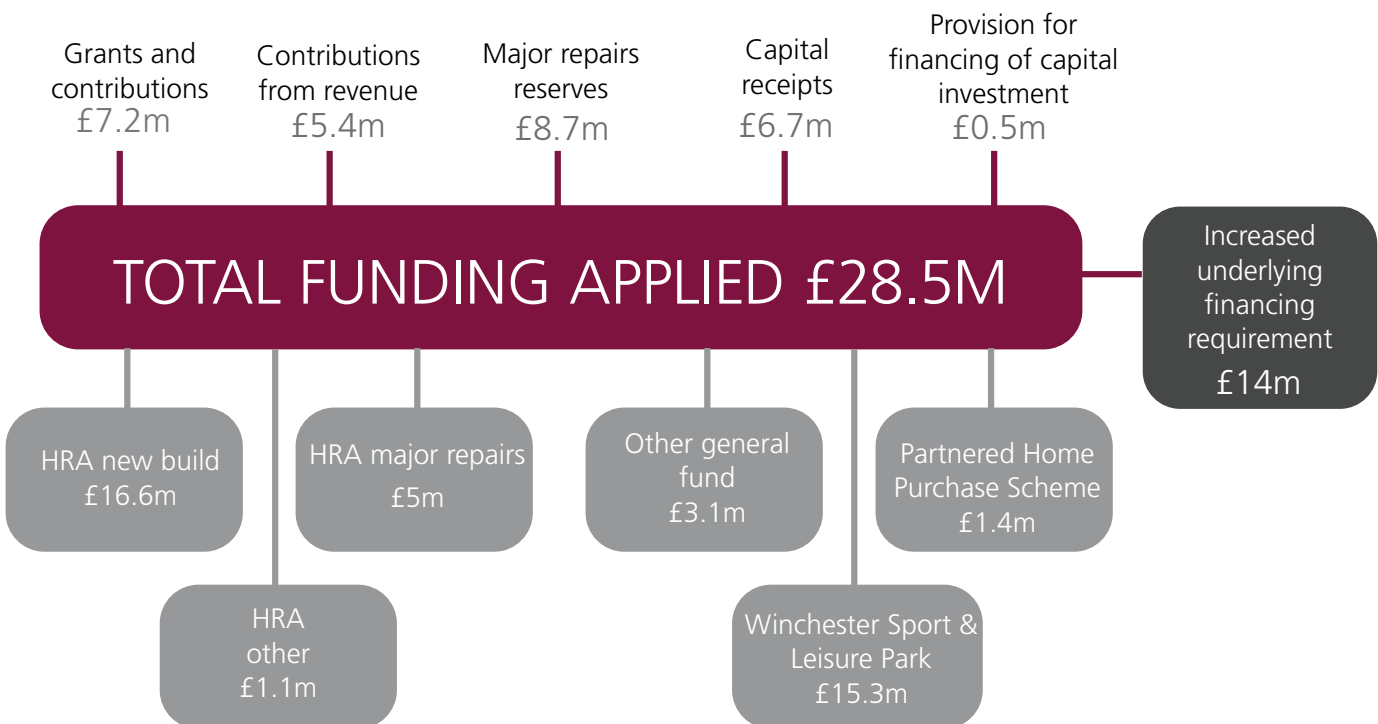 Grants and
contributions
£7.2m
Contributions
from revenue
£5.4m
Major repairs
reserves
£8.7m
Capital
receipts
£6.7m
Provision for
financing of capital
investment
£0.5m
TOTAL FUNDING APPLIED £28.5M
Increased
underlying
financing
requirement
£14m
HRA new build
£16.6m
HRA major repairs
£5m
Other general
fund
£3.1m
Partnered Home
Purchase Scheme
£1.4m
HRA
other
£1.1m
Winchester Sport &
Leisure Park
£15.3m